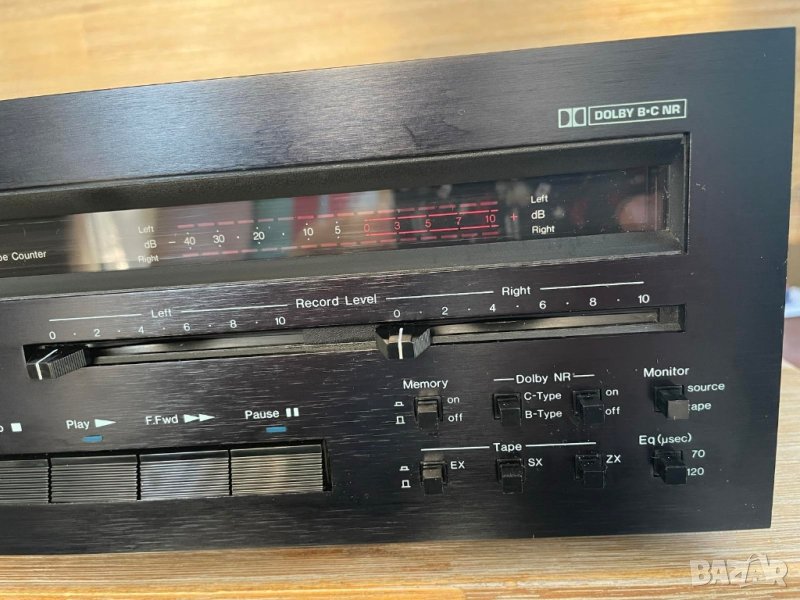 DOLBY B·C NR
Left
dB
Right
- 40 30 20 10 5 0 3 5 7 10 +
Left
dB
Right
Counter
Left Record Level Right
0 2 4 6 8 10 0 2 4 6 8 10
Memory
on
off
Dolby NR
C-Type
B-Type
on
off
Monitor
source
tape
Play
F.Fwd
Pause
Tape
EX
SX
ZX
Eq (μsec)
70
120
BAZAR